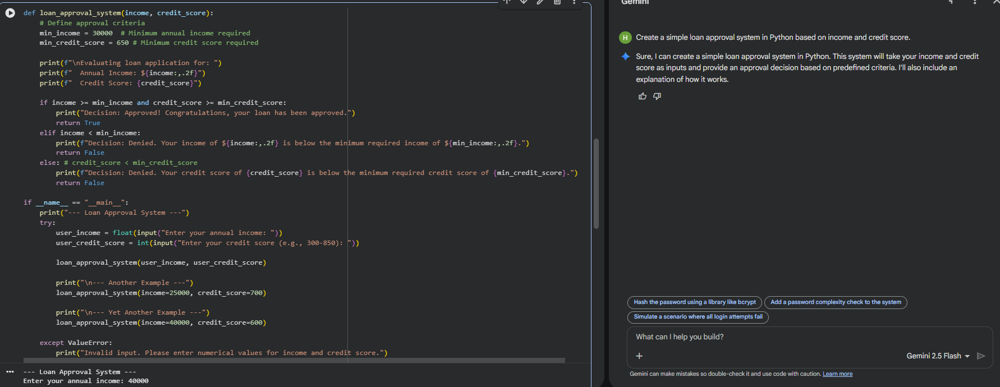 def loan_approval_system(income, credit_score):
    # Define approval criteria
    min_income = 30000  # Minimum annual income required
    min_credit_score = 650 # Minimum credit score required

    print(f"\nEvaluating loan application for: ")
    print(f"  Annual Income: ${income:,.2f}")
    print(f"  Credit Score: {credit_score}")

    if income >= min_income and credit_score >= min_credit_score:
        print("Decision: Approved! Congratulations, your loan has been approved.")
        return True
    elif income < min_income:
        print(f"Decision: Denied. Your income of ${income:,.2f} is below the minimum required income of ${min_income:,.2f}.")
        return False
    else: # credit_score < min_credit_score
        print(f"Decision: Denied. Your credit score of {credit_score} is below the minimum required credit score of {min_credit_score}.")
        return False

if __name__ == "__main__":
    print("--- Loan Approval System ---")
    try:
        user_income = float(input("Enter your annual income: "))
        user_credit_score = int(input("Enter your credit score (e.g., 300-850): "))

        loan_approval_system(user_income, user_credit_score)

        print("\n--- Another Example ---")
        loan_approval_system(income=25000, credit_score=700)

        print("\n--- Yet Another Example ---")
        loan_approval_system(income=40000, credit_score=600)

    except ValueError:
        print("Invalid input. Please enter numerical values for income and credit score.")
--- Loan Approval System ---
Enter your annual income: 40000
Gemini
H
Create a simple loan approval system in Python based on income and credit score.
Sure, I can create a simple loan approval system in Python. This system will take your income and credit
score as inputs and provide an approval decision based on predefined criteria. I'll also include an
explanation of how it works.
Hash the password using a library like bcrypt
Add a password complexity check to the system
Simulate a scenario where all login attempts fail
What can I help you build?
Gemini 2.5 Flash
Gemini can make mistakes so double-check it and use code with caution. Learn more